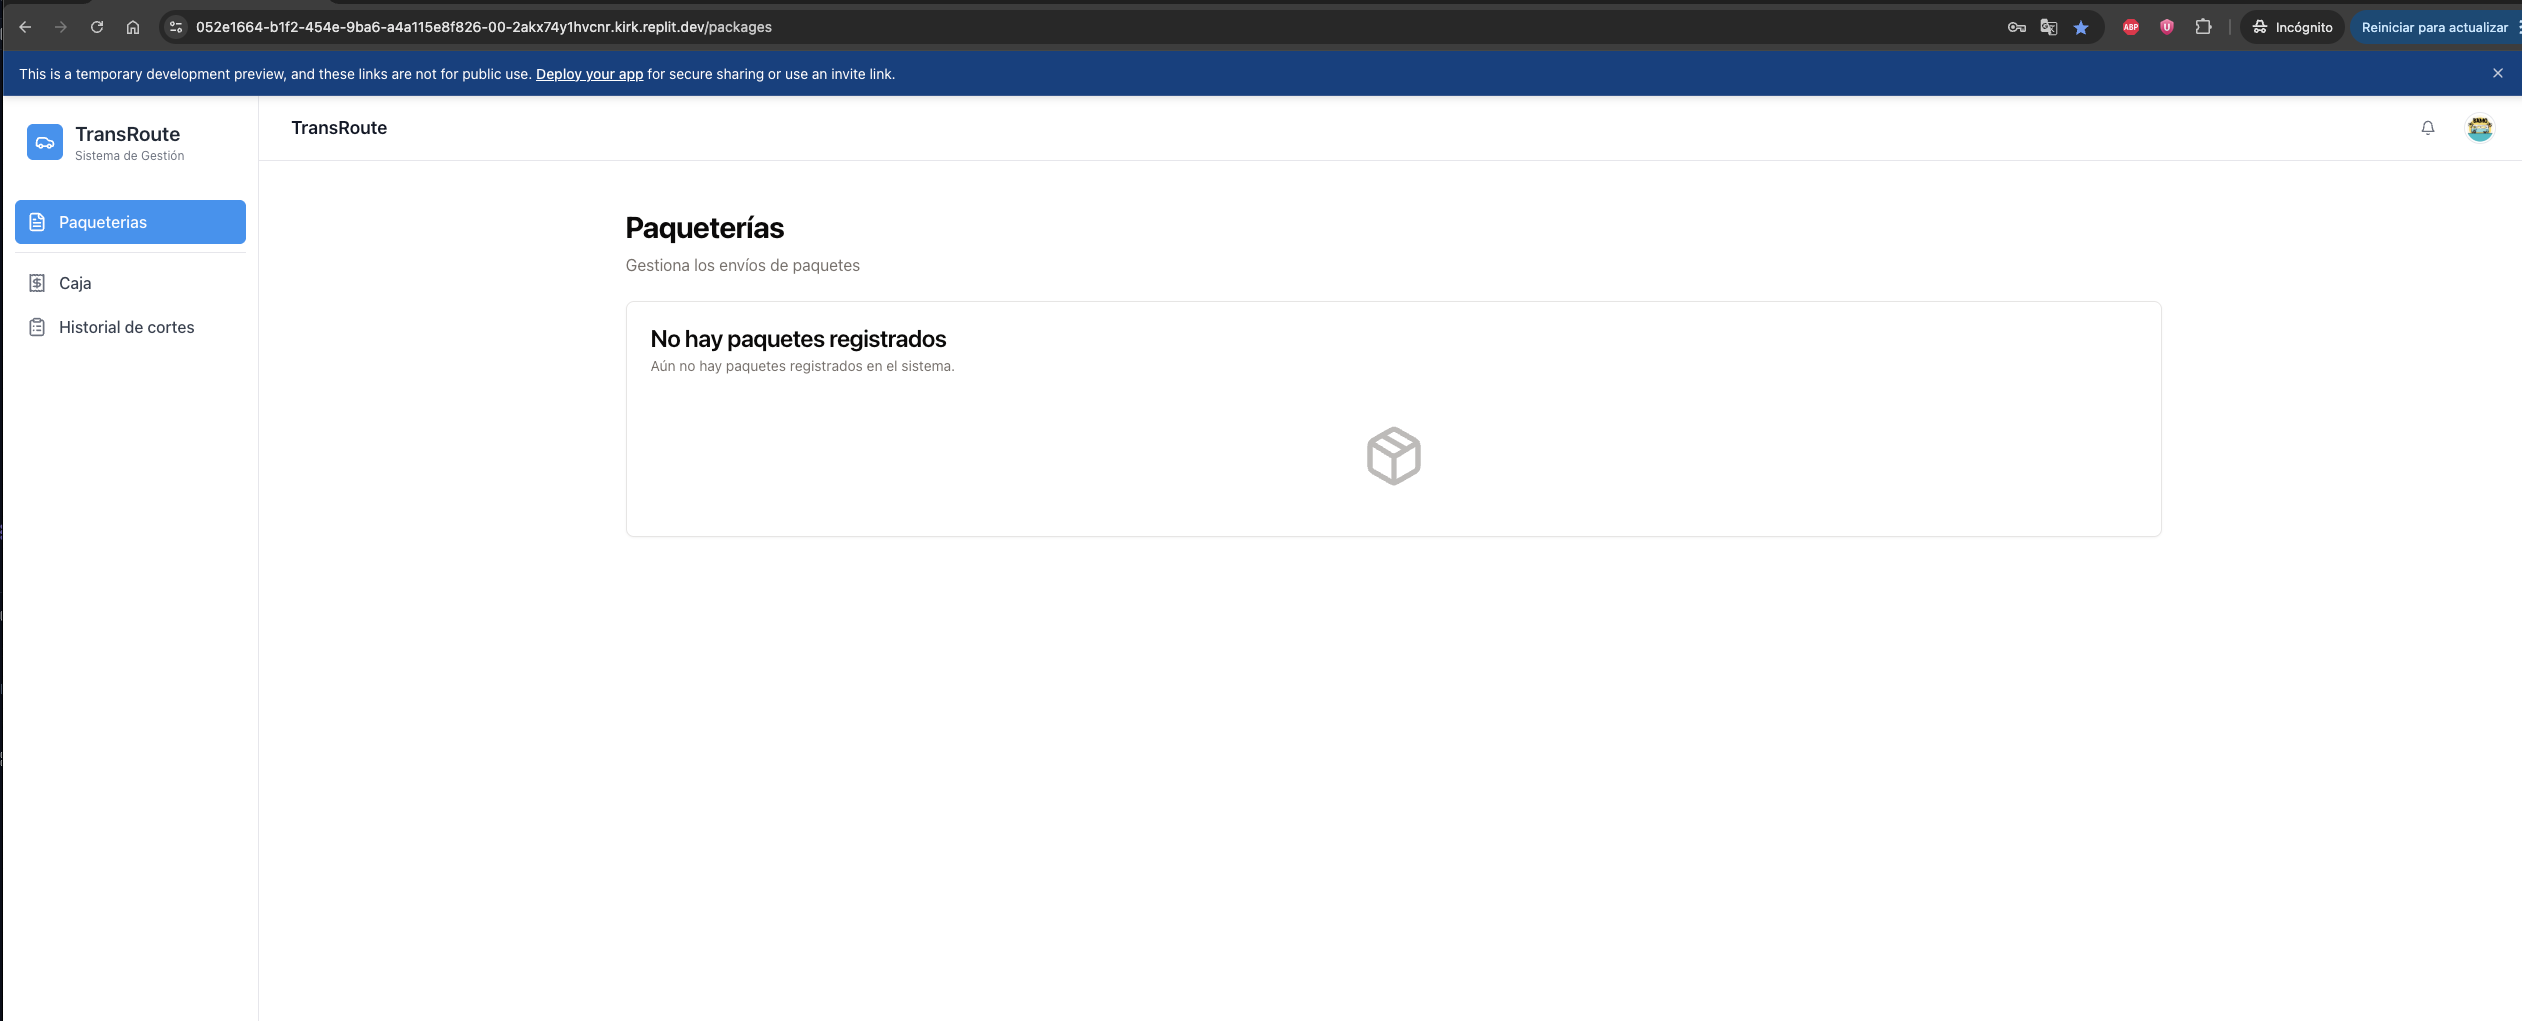 052e1664-b1f2-454e-9ba6-a4a115e8f826-00-2akx74y1hvcnr.kirk.replit.dev/packages
ABP
Incógnito
Reiniciar para actualizar
This is a temporary development preview, and these links are not for public use. Deploy your app for secure sharing or use an invite link.
TransRoute
Sistema de Gestión
TransRoute
Paqueterias
Caja
Historial de cortes
Paqueterías
Gestiona los envíos de paquetes
No hay paquetes registrados
Aún no hay paquetes registrados en el sistema.